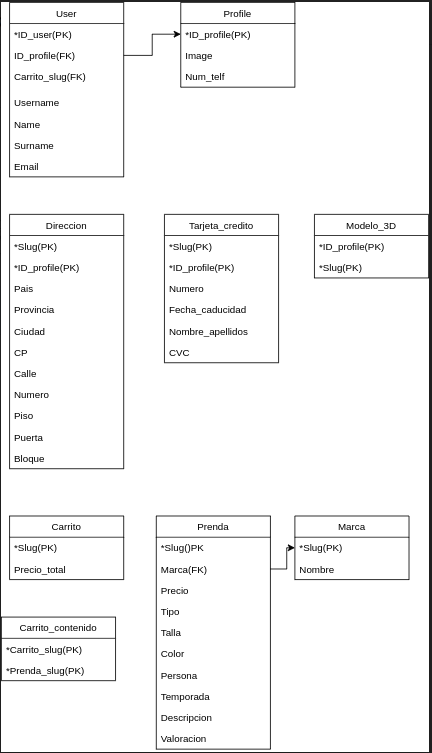 User
*ID_user(PK)
ID_profile(FK)
Carrito_slug(FK)
Username
Name
Surname
Email
Profile
*ID_profile(PK)
Image
Num_telf
Direccion
*Slug(PK)
*ID_profile(PK)
Pais
Provincia
Ciudad
CP
Calle
Numero
Piso
Puerta
Bloque
Tarjeta_credito
*Slug(PK)
*ID_profile(PK)
Numero
Fecha_caducidad
Nombre_apellidos
CVC
Modelo_3D
*ID_profile(PK)
*Slug(PK)
Carrito
*Slug(PK)
Precio_total
Carrito_contenido
*Carrito_slug(PK)
*Prenda_slug(PK)
Prenda
*Slug()PK
Marca(FK)
Precio
Tipo
Talla
Color
Persona
Temporada
Descripcion
Valoracion
Marca
*Slug(PK)
Nombre